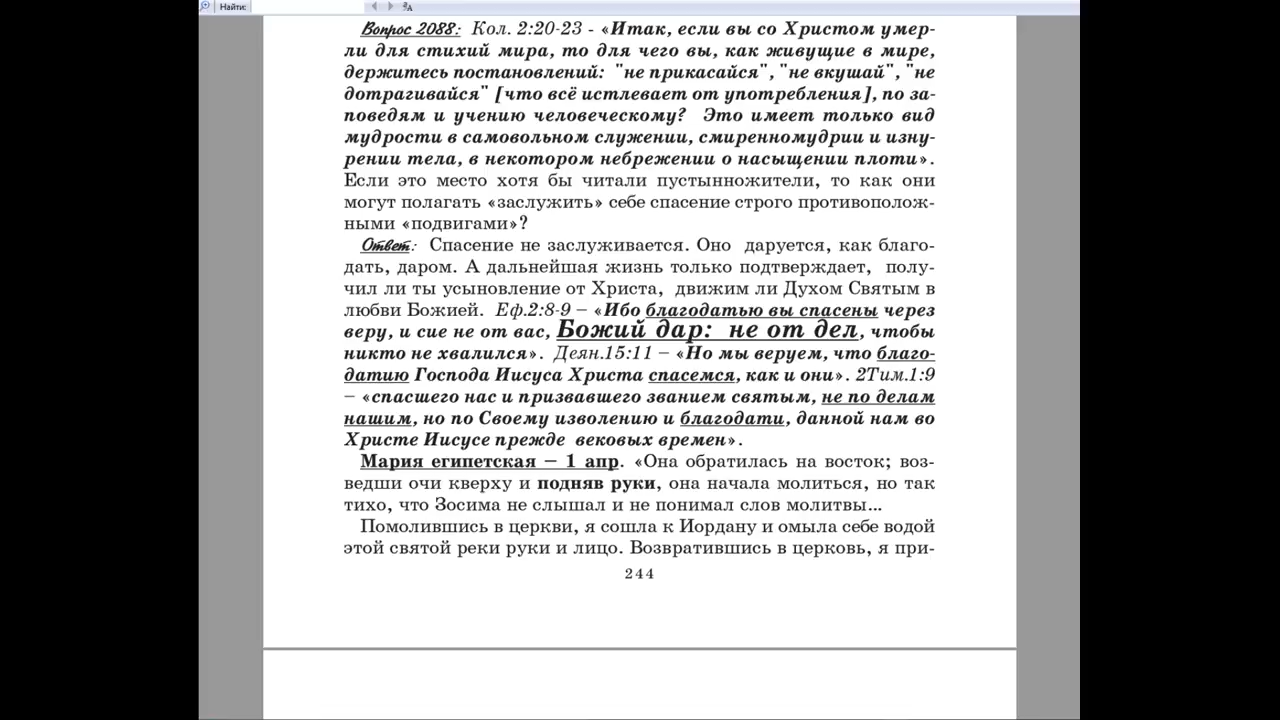 Найти:
Вопрос 2088: Кол. 2:20-23 - «Итак, если вы со Христом умер-
ли для стихий мира, то для чего вы, как живущие в мире,
держитесь постановлений: "не прикасайся", "не вкушай", "не
дотрагивайся" [что всё истлевает от употребления], по за-
поведям и учению человеческому? Это имеет только вид
мудрости в самовольном служении, смиренномудрии и изну-
рении тела, в некотором небрежении о насыщении плоти».
Если это место хотя бы читали пустынножители, то как они
могут полагать «заслужить» себе спасение строго противополож-
ными «подвигами»?
Ответ: Спасение не заслуживается. Оно даруется, как благо-
дать, даром. А дальнейшая жизнь только подтверждает, полу-
чил ли ты усыновление от Христа, движим ли Духом Святым в
любви Божией. Еф.2:8-9 – «Ибо благодатью вы спасены через
веру, и сие не от вас, Божий дар: не от дел, чтобы
никто не хвалился». Деян.15:11 – «Но мы веруем, что благо-
датию Господа Иисуса Христа спасемся, как и они». 2Тим.1:9
– «спасшего нас и призвавшего званием святым, не по делам
нашим, но по Своему изволению и благодати, данной нам во
Христе Иисусе прежде вековых времен».
Мария египетская – 1 апр. «Она обратилась на восток; воз-
ведши очи кверху и подняв руки, она начала молиться, но так
тихо, что Зосима не слышал и не понимал слов молитвы...
Помолившись в церкви, я сошла к Иордану и омыла себе водой
этой святой реки руки и лицо. Возвратившись в церковь, я при-
244